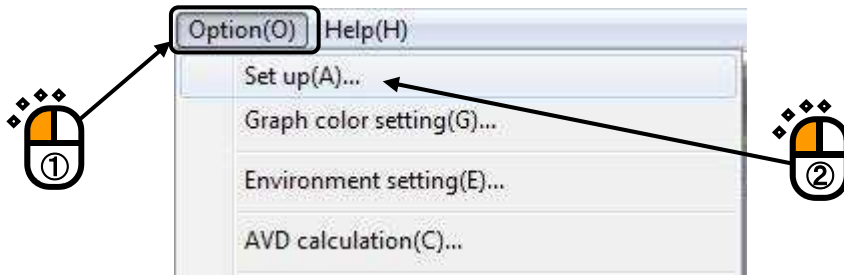 Option(O) Help(H)
Set up(A)...
Graph color setting(G)...
Environment setting(E)...
AVD calculation(C)...
①
②